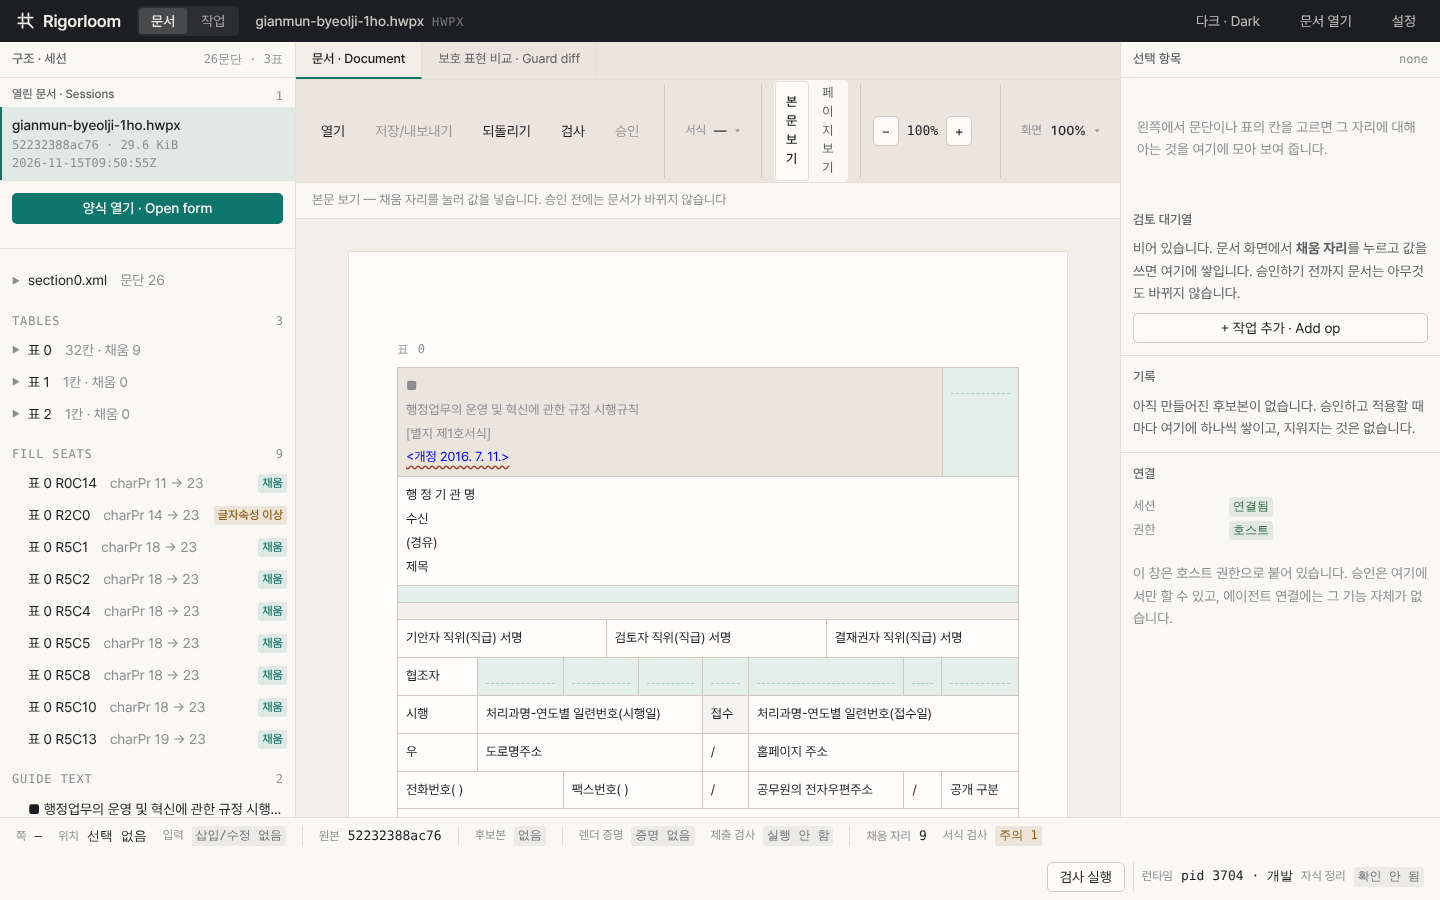 Rigorloom
문서
작업
gianmun-byeolji-1ho.hwpx HWPX
다크 · Dark
문서 열기
설정
구조 · 세션
26문단 · 3표
열린 문서 · Sessions
1
gianmun-byeolji-1ho.hwpx
52232388ac76 · 29.6 KiB
2026-11-15T09:50:55Z
양식 열기 · Open form
section0.xml 문단 26
TABLES 3
표 0 32칸 · 채움 9
표 1 1칸 · 채움 0
표 2 1칸 · 채움 0
FILL SEATS 9
표 0 R0C14 charPr 11 → 23 채움
표 0 R2C0 charPr 14 → 23 글자속성 이상
표 0 R5C1 charPr 18 → 23 채움
표 0 R5C2 charPr 18 → 23 채움
표 0 R5C4 charPr 18 → 23 채움
표 0 R5C5 charPr 18 → 23 채움
표 0 R5C8 charPr 18 → 23 채움
표 0 R5C10 charPr 18 → 23 채움
표 0 R5C13 charPr 19 → 23 채움
GUIDE TEXT 2
■ 행정업무의 운영 및 혁신에 관한 규정 시행...
문서 · Document
보호 표현 비교 · Guard diff
열기
저장/내보내기
되돌리기
검사
승인
서식 —
본문보기
페이지보기
− 100% +
화면 100%
본문 보기 — 채움 자리를 눌러 값을 넣습니다. 승인 전에는 문서가 바뀌지 않습니다
표 0
■
행정업무의 운영 및 혁신에 관한 규정 시행규칙
[별지 제1호서식]
<개정 2016. 7. 11.>
행 정 기 관 명
수신
(경유)
제목
기안자 직위(직급) 서명
검토자 직위(직급) 서명
결재권자 직위(직급) 서명
협조자
시행
처리과명-연도별 일련번호(시행일)
접수
처리과명-연도별 일련번호(접수일)
우
도로명주소
/
홈페이지 주소
전화번호( )
팩스번호( )
/
공무원의 전자우편주소
/
공개 구분
선택 항목
none
왼쪽에서 문단이나 표의 칸을 고르면 그 자리에 대해
아는 것을 여기에 모아 보여 줍니다.
검토 대기열
비어 있습니다. 문서 화면에서 채움 자리를 누르고 값을
쓰면 여기에 쌓입니다. 승인하기 전까지 문서는 아무것
도 바뀌지 않습니다.
+ 작업 추가 · Add op
기록
아직 만들어진 후보본이 없습니다. 승인하고 적용할 때
마다 여기에 하나씩 쌓이고, 지워지는 것은 없습니다.
연결
세션 연결됨
권한 호스트
이 창은 호스트 권한으로 붙어 있습니다. 승인은 여기에
서만 할 수 있고, 에이전트 연결에는 그 기능 자체가 없
습니다.
쪽 —
위치 선택 없음
입력 삽입/수정 없음
원본 52232388ac76
후보본 없음
렌더 증명 증명 없음
제출 검사 실행 안 함
채움 자리 9
서식 검사 주의 1
검사 실행
런타임 pid 3704 · 개발
자식 정리 확인 안 됨